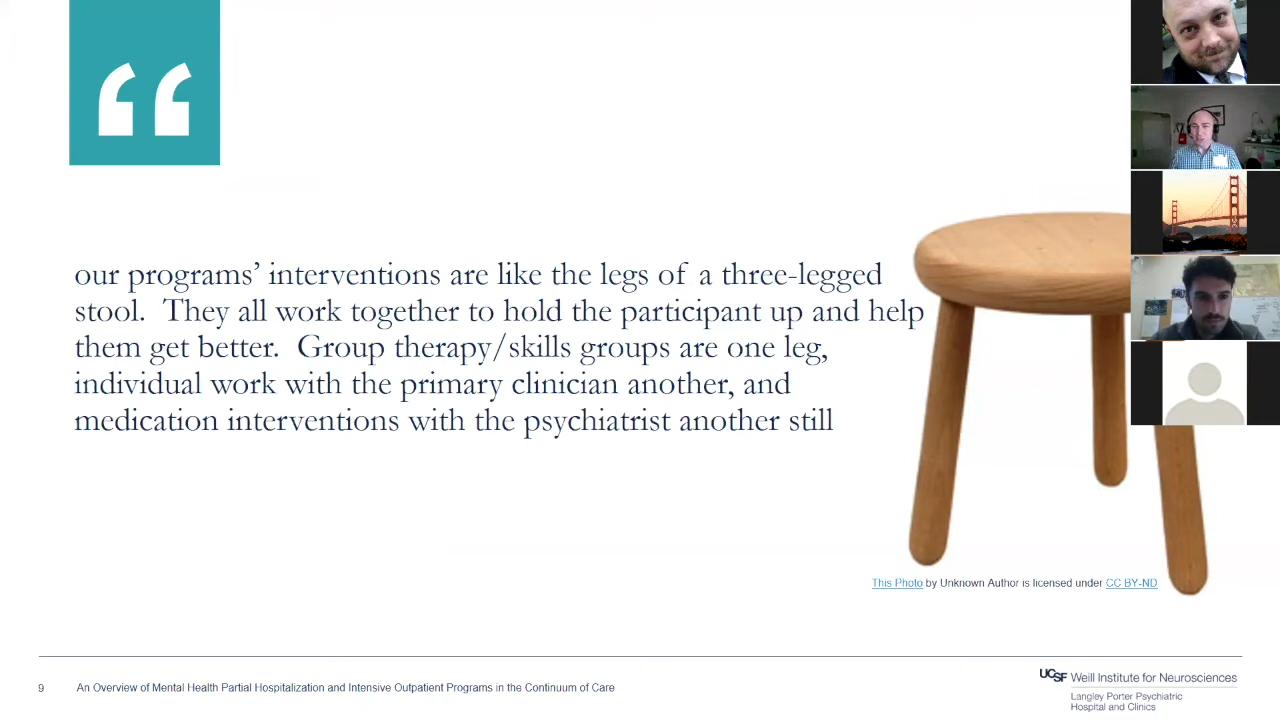 “
our programs’ interventions are like the legs of a three-legged
stool. They all work together to hold the participant up and help
them get better. Group therapy/skills groups are one leg,
individual work with the primary clinician another, and
medication interventions with the psychiatrist another still
This Photo by Unknown Author is licensed under CC BY-ND
9 An Overview of Mental Health Partial Hospitalization and Intensive Outpatient Programs in the Continuum of Care
UCSF Weill Institute for Neurosciences
Langley Porter Psychiatric
Hospital and Clinics